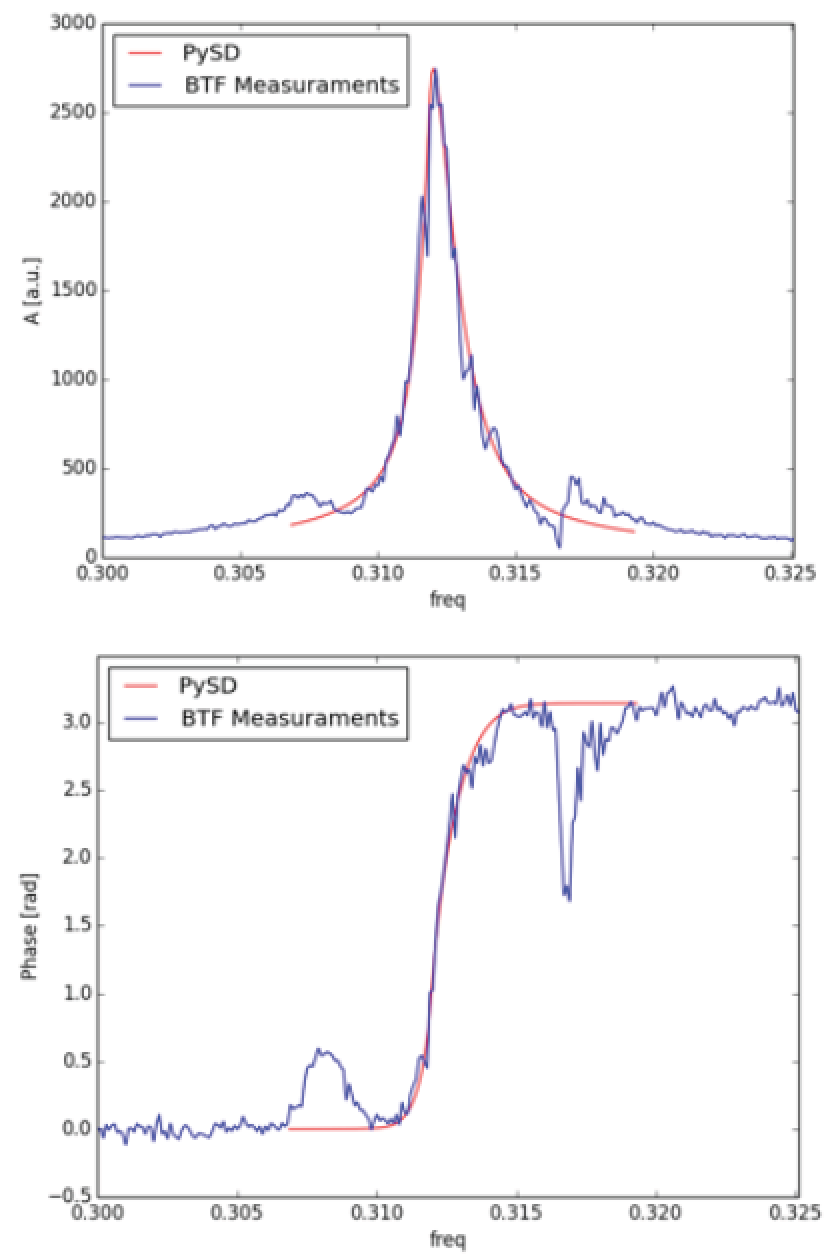 3000
2500
2000
1500
1000
500
0
A [a.u.]
PySD
BTF Measuraments
0.300 0.305 0.310 0.315 0.320 0.325
freq
3.0
2.5
2.0
1.5
1.0
0.5
0.0
−0.5
Phase [rad]
PySD
BTF Measuraments
0.300 0.305 0.310 0.315 0.320 0.325
freq